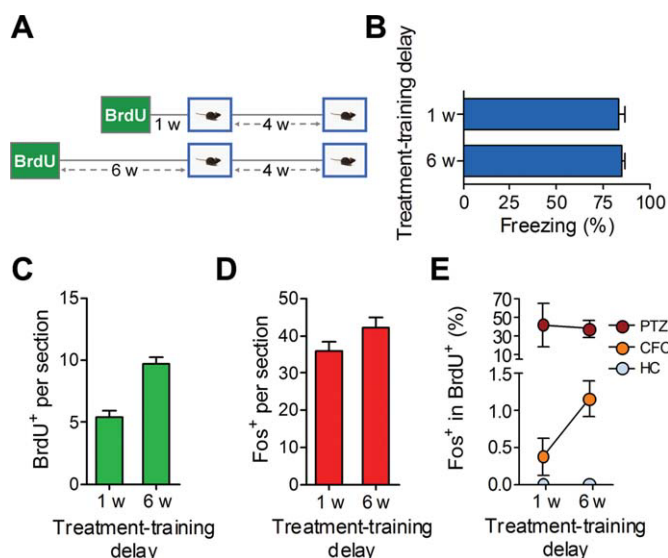 A
BrdU
1 w
4 w
BrdU
6 w
4 w
B
Treatment-training delay
1 w
6 w
0
25
50
75
100
Freezing (%)
C
BrdU⁺ per section
15
10
5
0
1 w
6 w
Treatment-training
delay
D
Fos⁺ per section
50
40
30
20
10
0
1 w
6 w
Treatment-training
delay
E
Fos⁺ in BrdU⁺ (%)
70
50
30
10
1.5
1.0
0.5
0.0
PTZ
CFC
HC
1 w
6 w
Treatment-training
delay